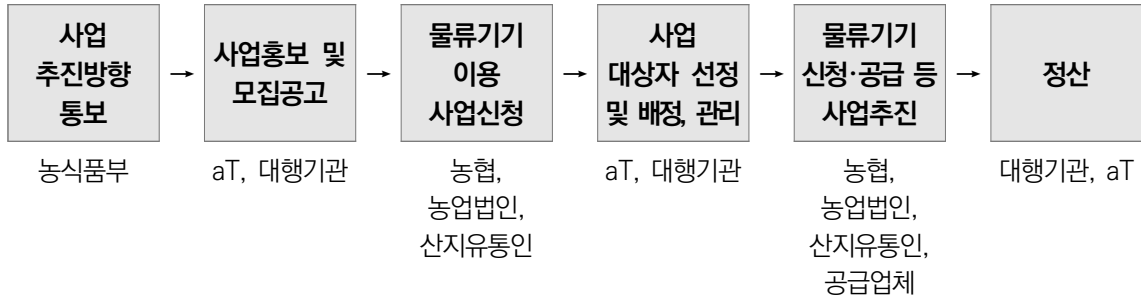 사업
추진방향
통보
→
사업홍보 및
모집공고
→
물류기기
이용
사업신청
→
사업
대상자 선정
및 배정, 관리
→
물류기기
신청·공급 등
사업추진
→
정산
농식품부
aT, 대행기관
농협,
농업법인,
산지유통인
aT, 대행기관
농협,
농업법인,
산지유통인,
공급업체
대행기관, aT